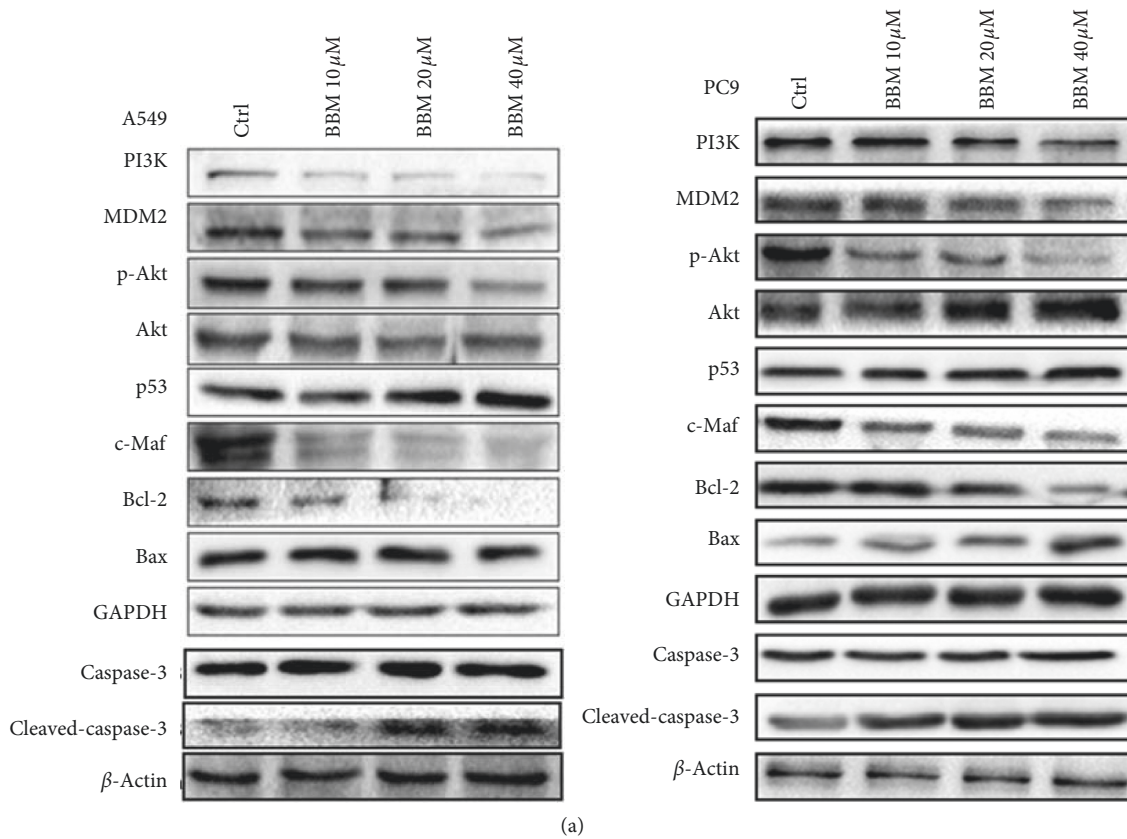 A549
Ctrl
BBM 10 μM
BBM 20 μM
BBM 40 μM
PI3K
MDM2
p-Akt
Akt
p53
c-Maf
Bcl-2
Bax
GAPDH
Caspase-3
Cleaved-caspase-3
β-Actin
PC9
Ctrl
BBM 10 μM
BBM 20 μM
BBM 40 μM
PI3K
MDM2
p-Akt
Akt
p53
c-Maf
Bcl-2
Bax
GAPDH
Caspase-3
Cleaved-caspase-3
β-Actin
(a)